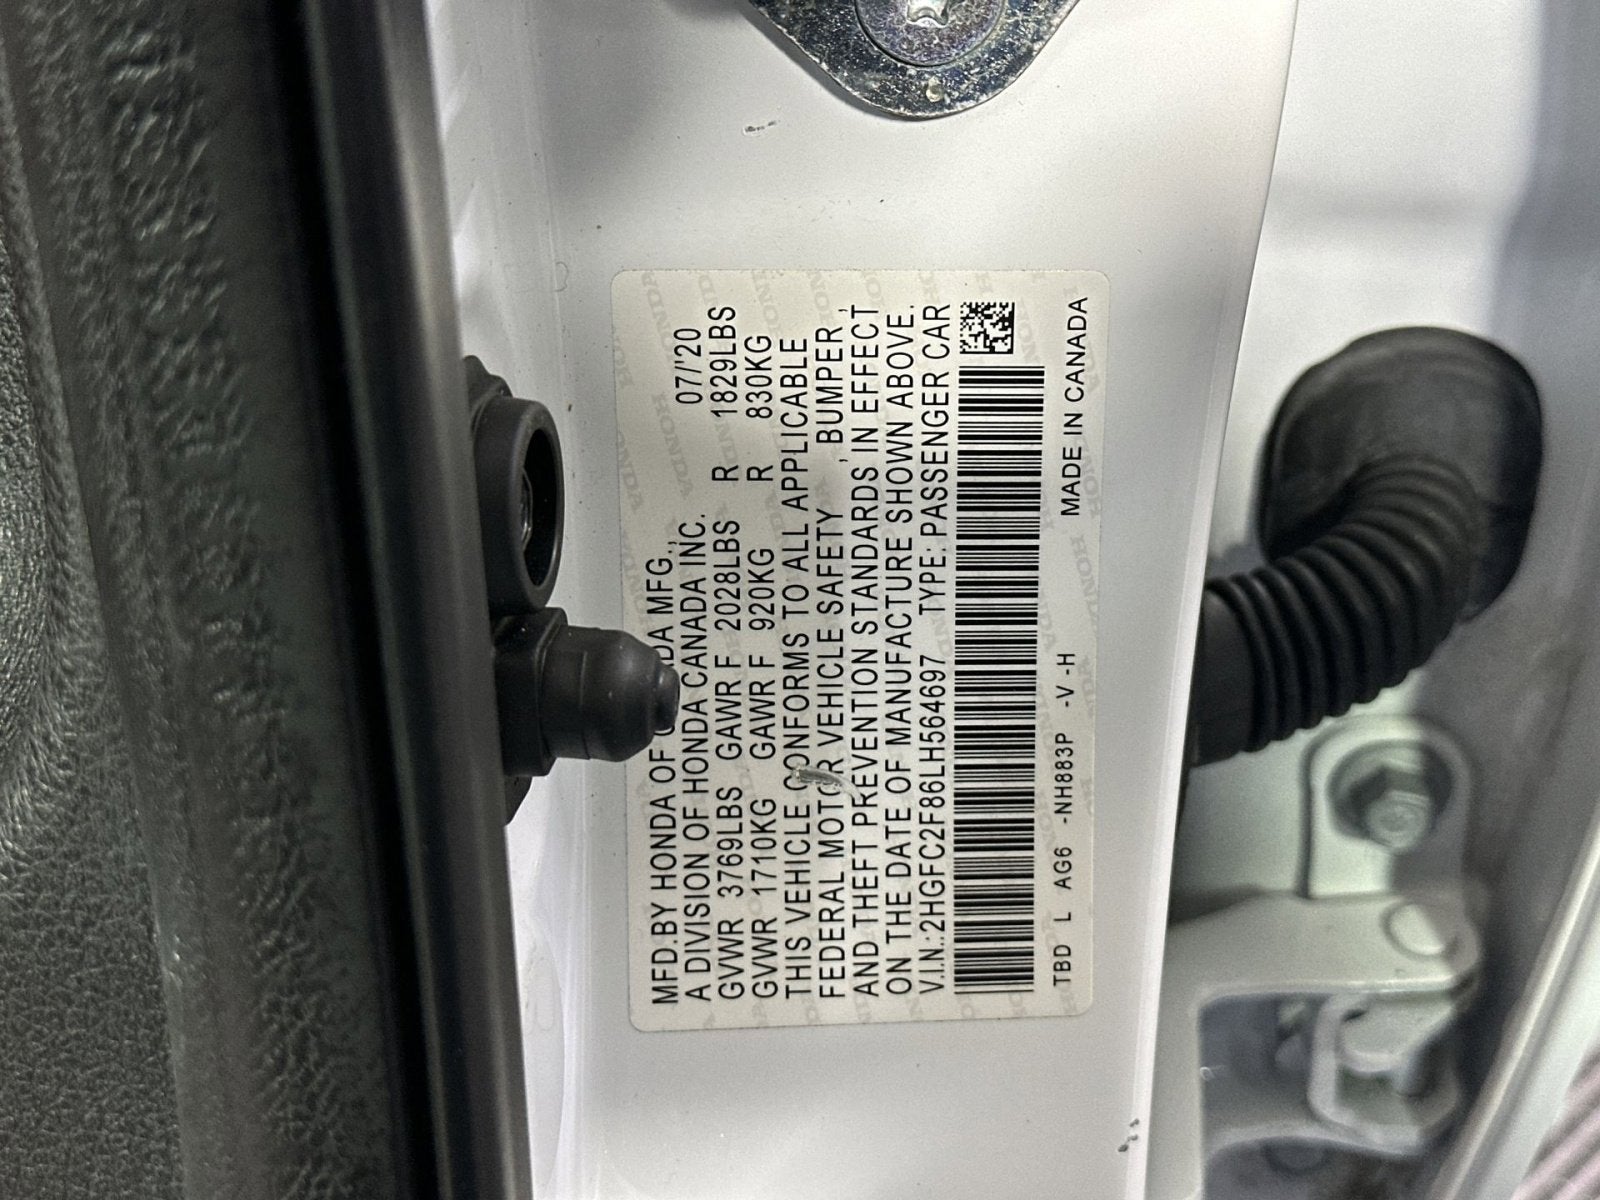 MFD.BY HONDA OF CANADA MFG.,
A DIVISION OF HONDA CANADA INC. 07/'20
GVWR 3769LBS GAWR F 2028LBS R 1829LBS
GVWR 1710KG GAWR F 920KG R 830KG
THIS VEHICLE CONFORMS TO ALL APPLICABLE
FEDERAL MOTOR VEHICLE SAFETY , BUMPER ,
AND THEFT PREVENTION STANDARDS IN EFFECT
ON THE DATE OF MANUFACTURE SHOWN ABOVE.
V.I.N.:2HGFC2F86LH564697 TYPE: PASSENGER CAR
TBD L AG6 -NH883P -V -H MADE IN CANADA